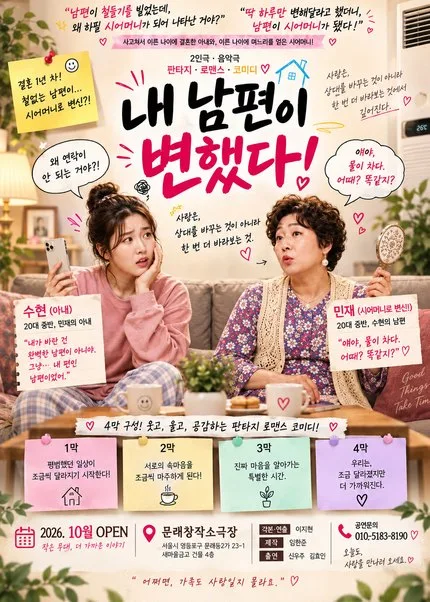 "남편이 철들기를 빌었는데,
왜 하필 시어머니가 되어 나타난 거야?"
"딱 하루만 변해달라고 했더니,
남편이 시어머니가 됐다!"
사고쳐서 이른 나이에 결혼한 아내와, 이른 나이에 며느리를 얻은 시어머니!
2인극 · 음악극
판타지 · 로맨스 · 코미디
결혼 1년 차!
철없는 남편이...
시어머니로 변신?!
내 남편이
변했다!
사랑은,
상대를 바꾸는 것이 아니라
한 번 더 바라보는 것에서
깊어진다.
26°
왜 연락이
안 되는 거야?!
사랑은,
상대를 바꾸는 것이 아니라
한 번 더 바라보는 것.
얘야,
물이 차다.
어때? 똑같지?
수현 (아내)
20대 중반, 민재의 아내
"내가 바란 건
완벽한 남편이 아니야.
그냥... 내 편인
남편이었어."
민재 (시어머니로 변신!)
20대 중반, 수현의 남편
"얘야, 물이 차다.
어때? 똑같지?"
Good
Things
Take Time
4막 구성! 웃고, 울고, 공감하는 판타지 로맨스 코미디!
1막
평범했던 일상이
조금씩 달라지기 시작한다!
2막
서로의 속마음을
조금씩 마주하게 된다!
3막
진짜 마음을 알아가는
특별한 시간.
4막
우리는,
조금 달라졌지만
더 가까워진다.
2026. 10월 OPEN
작은 무대, 더 가까운 이야기
문래창작소극장
서울시 영등포구 문래동2가 23-1
새마을금고 건물 4층
각본·연출 이지현
제작 임한준
출연 신우주 김효인
공연문의
010-5183-8190
오늘도,
사랑을 만나러 오세요.
" 어쩌면, 가족도 사랑일지 몰라요. "